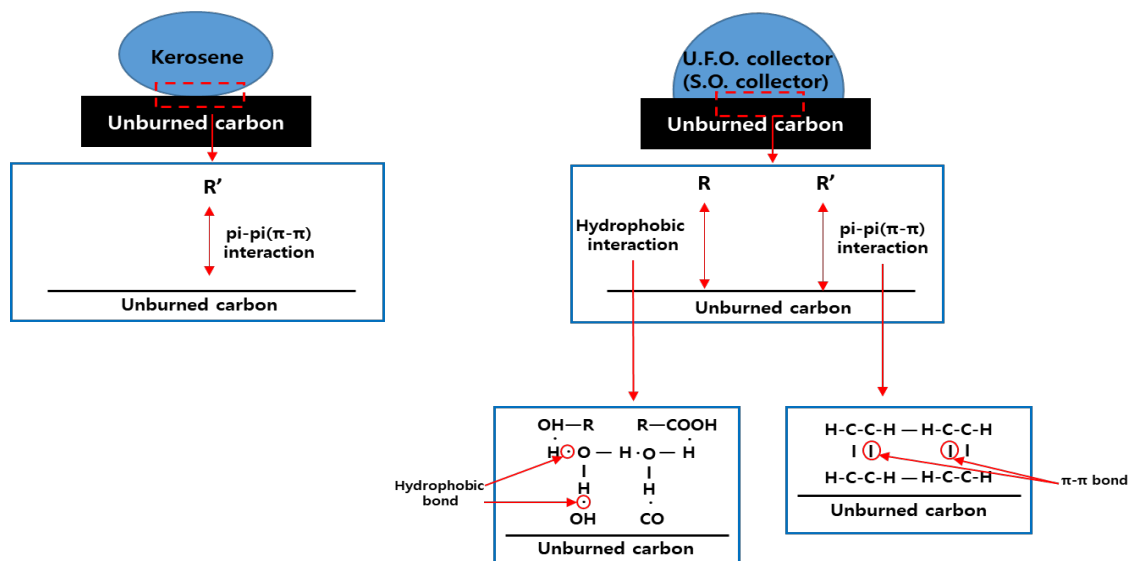 Kerosene
Unburned carbon
R’
pi-pi(π-π)
interaction
Unburned carbon
U.F.O. collector
(S.O. collector)
Unburned carbon
R
R’
Hydrophobic
interaction
pi-pi(π-π)
interaction
Unburned carbon
OH—R R—COOH
H · O — H · O — H
H H
OH CO
Hydrophobic
bond
Unburned carbon
H-C-C-H — H-C-C-H
I I I I
H-C-C-H — H-C-C-H
π-π bond
Unburned carbon